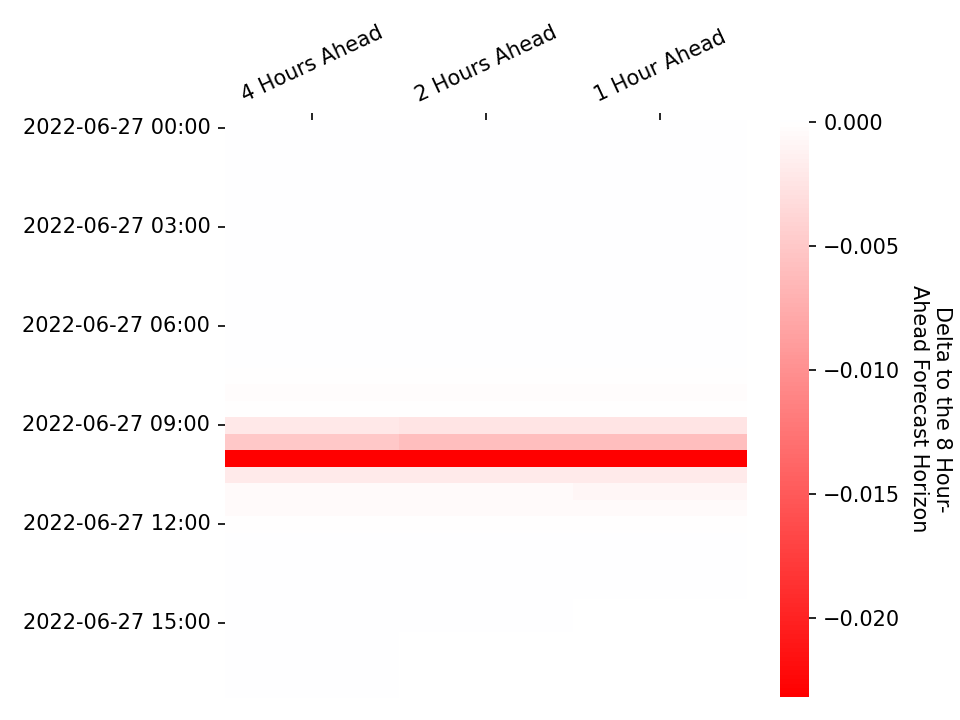 4 Hours Ahead
2 Hours Ahead
1 Hour Ahead
2022-06-27 00:00
2022-06-27 03:00
2022-06-27 06:00
2022-06-27 09:00
2022-06-27 12:00
2022-06-27 15:00
0.000
−0.005
−0.010
−0.015
−0.020
Delta to the 8 Hour-
Ahead Forecast Horizon